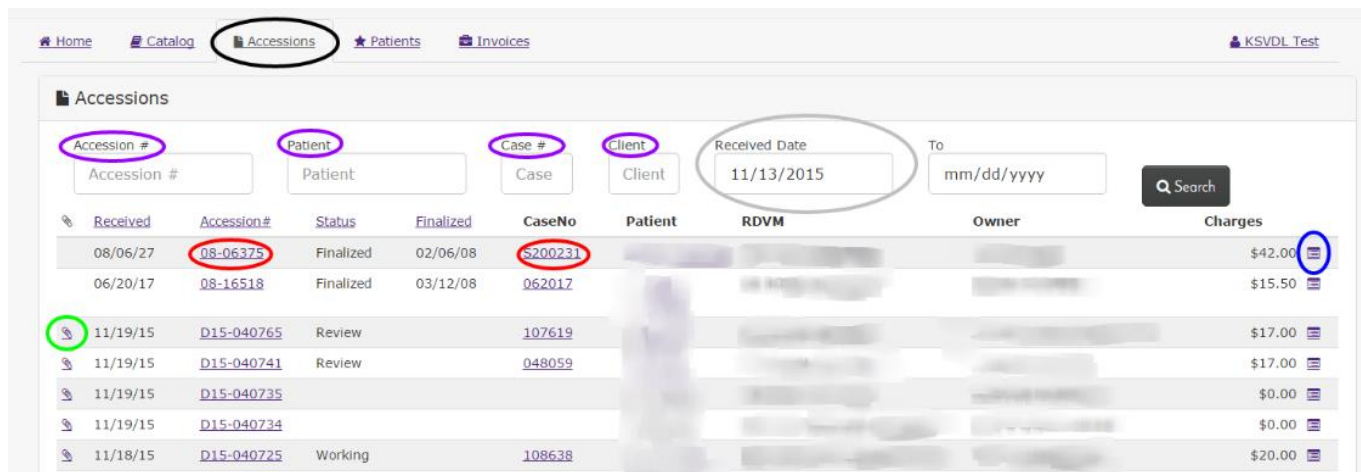 Home Catalog Accessions Patients Invoices KSVDL Test
Accessions
Accession # Patient Case # Client Received Date To
Accession # Patient Case Client 11/13/2015 mm/dd/yyyy Search
Received Accession# Status Finalized CaseNo Patient RDVM Owner Charges
08/06/27 08-06375 Finalized 02/06/08 S200231 $42.00
06/20/17 08-16518 Finalized 03/12/08 062017 $15.50
11/19/15 D15-040765 Review 107619 $17.00
11/19/15 D15-040741 Review 048059 $17.00
11/19/15 D15-040735 $0.00
11/19/15 D15-040734 $0.00
11/18/15 D15-040725 Working 108638 $20.00